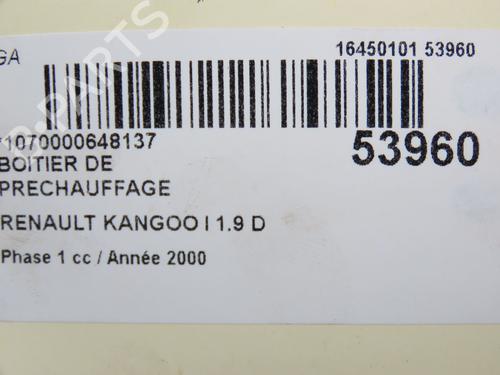 GA
16450101 53960
1070000648137
53960
BOITIER DE
PRECHAUFFAGE
RENAULT KANGOO I 1.9 D
Phase 1 cc / Année 2000